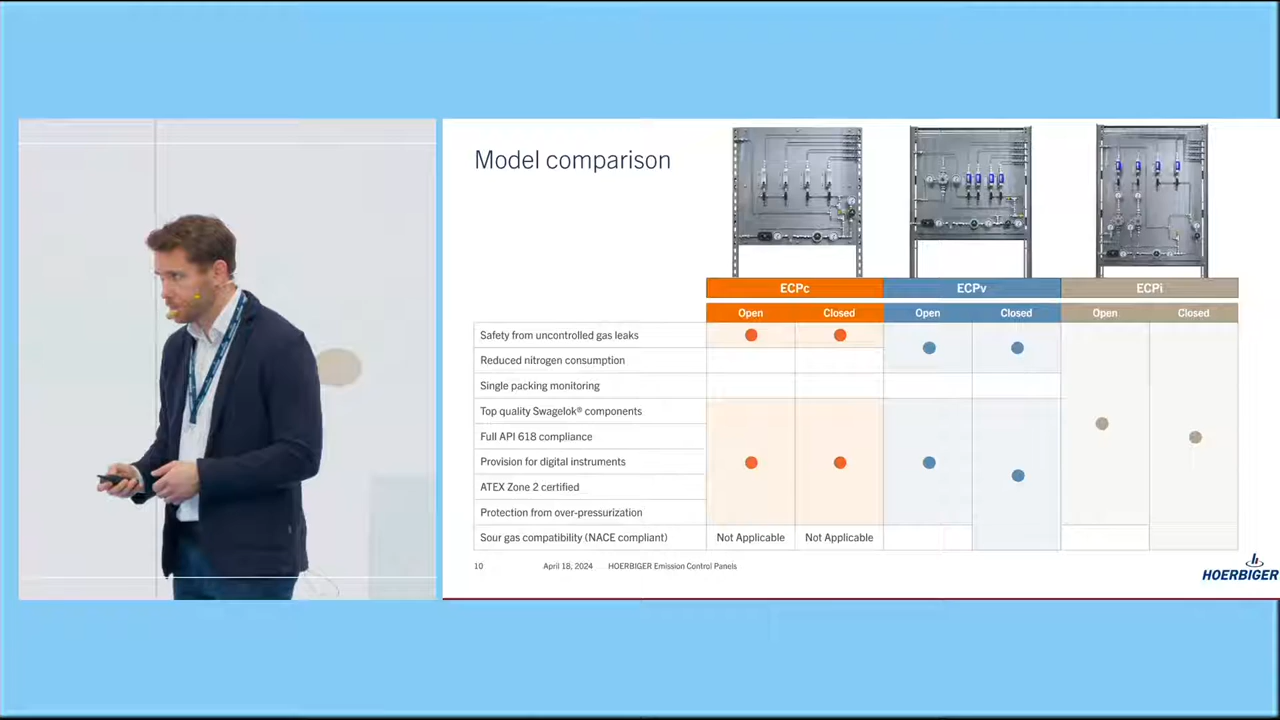 Model comparison
ECPc ECPv ECPi
Open Closed Open Closed Open Closed
Safety from uncontrolled gas leaks
Reduced nitrogen consumption
Single packing monitoring
Top quality Swagelok® components
Full API 618 compliance
Provision for digital instruments
ATEX Zone 2 certified
Protection from over-pressurization
Sour gas compatibility (NACE compliant) Not Applicable Not Applicable
10 April 18, 2024 HOERBIGER Emission Control Panels
HOERBIGER